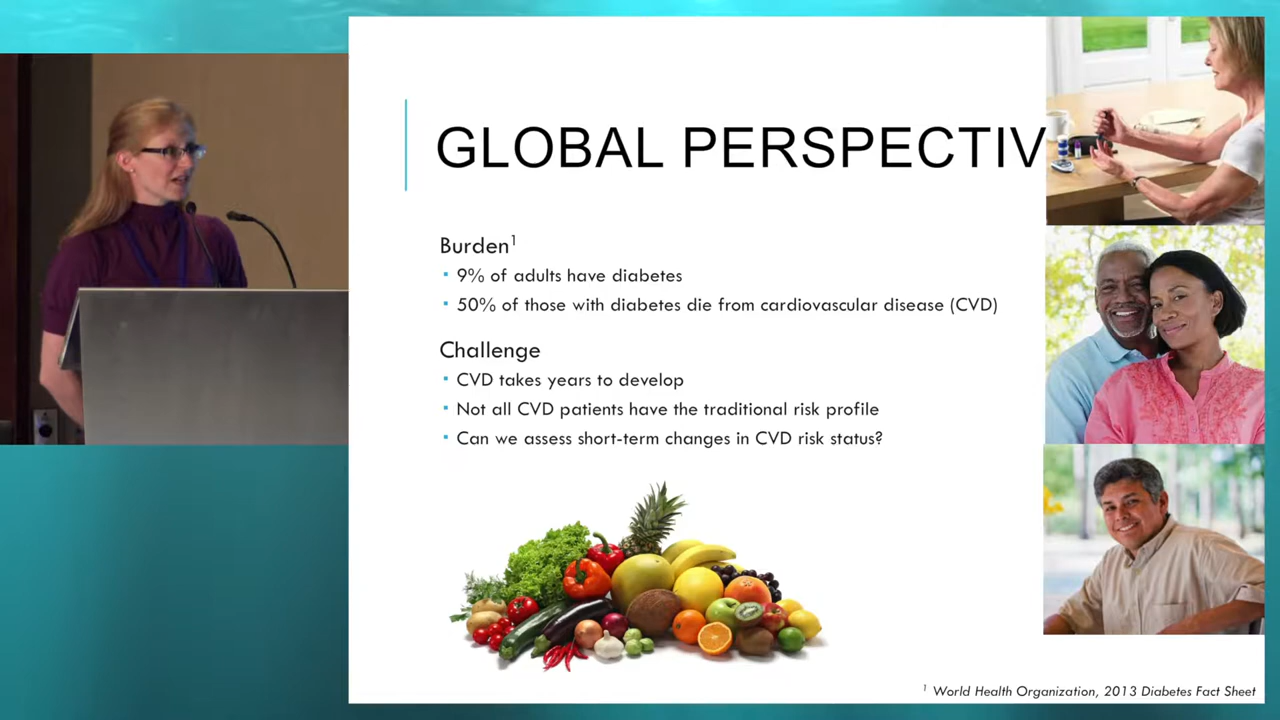 GLOBAL PERSPECTIV
Burden¹
▪ 9% of adults have diabetes
▪ 50% of those with diabetes die from cardiovascular disease (CVD)
Challenge
▪ CVD takes years to develop
▪ Not all CVD patients have the traditional risk profile
▪ Can we assess short-term changes in CVD risk status?
¹ World Health Organization, 2013 Diabetes Fact Sheet